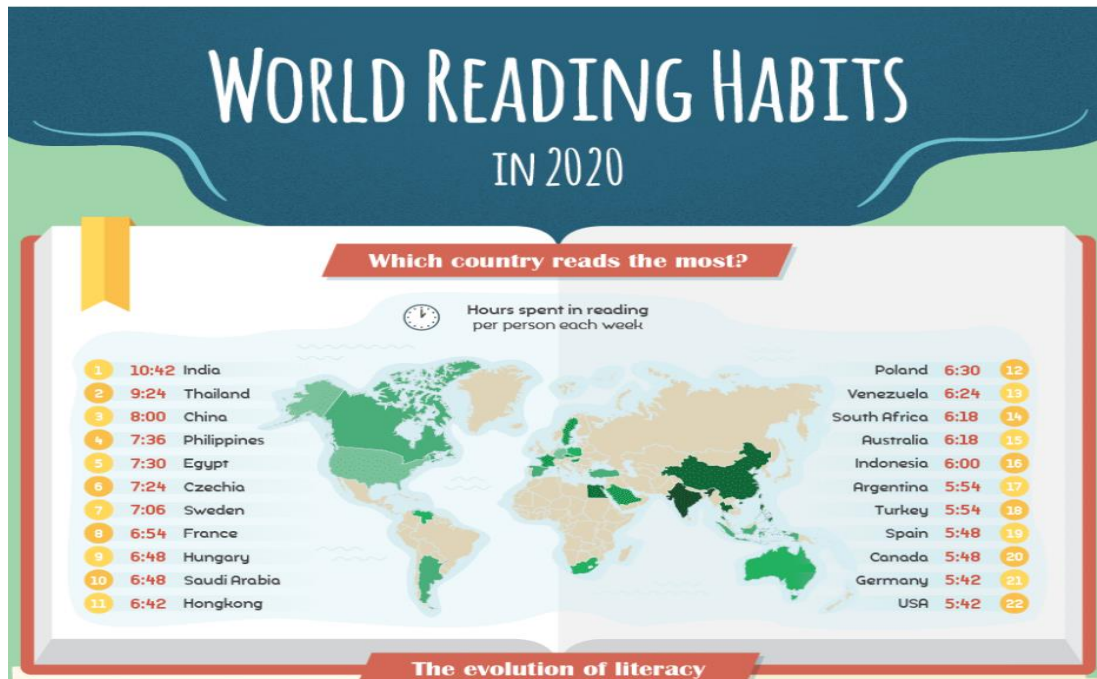 WORLD READING HABITS
IN 2020
Which country reads the most?
Hours spent in reading
per person each week
1 10:42 India
2 9:24 Thailand
3 8:00 China
4 7:36 Philippines
5 7:30 Egypt
6 7:24 Czechia
7 7:06 Sweden
8 6:54 France
9 6:48 Hungary
10 6:48 Saudi Arabia
11 6:42 Hongkong
Poland 6:30 12
Venezuela 6:24 13
South Africa 6:18 14
Australia 6:18 15
Indonesia 6:00 16
Argentina 5:54 17
Turkey 5:54 18
Spain 5:48 19
Canada 5:48 20
Germany 5:42 21
USA 5:42 22
The evolution of literacy